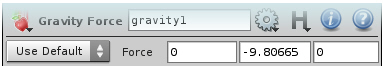 Gravity Force gravity1 H i ?
Use Default Force 0 -9.80665 0